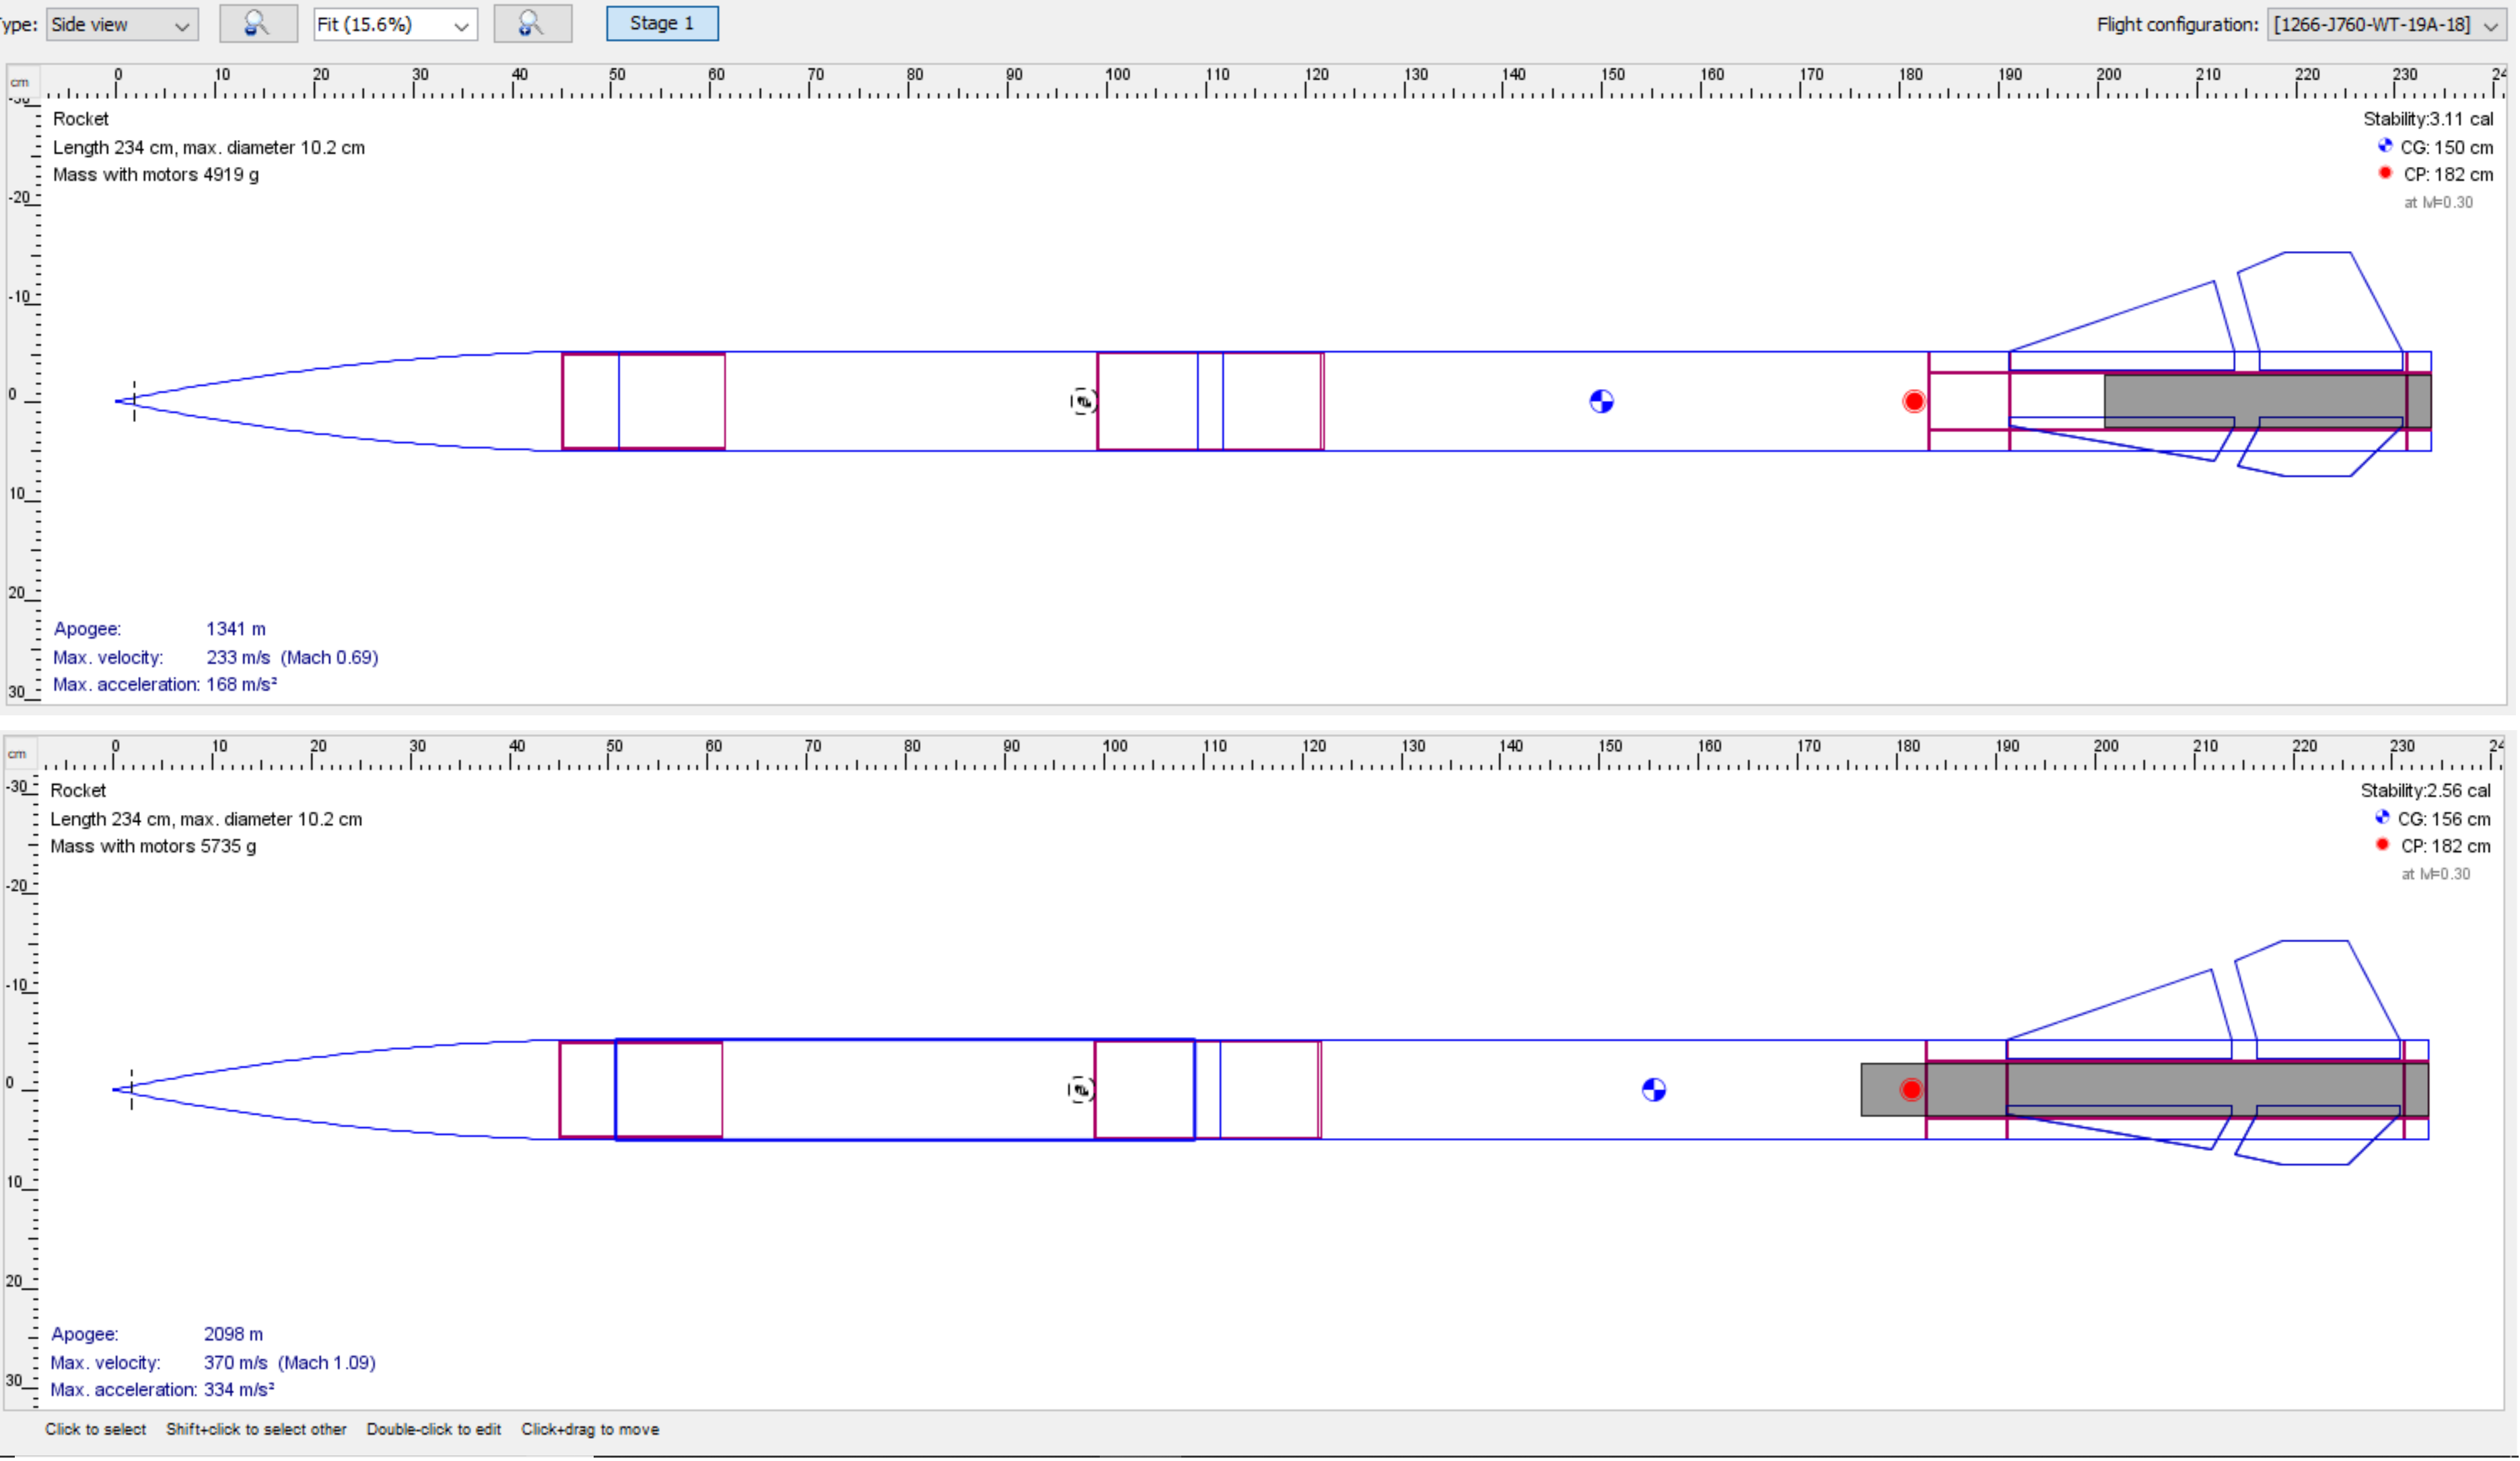 Type: Side view Fit (15.6%) Stage 1 Flight configuration: [1266-J760-WT-19A-18]
cm 0 10 20 30 40 50 60 70 80 90 100 110 120 130 140 150 160 170 180 190 200 210 220 230 24
-30
Rocket
Length 234 cm, max. diameter 10.2 cm
Mass with motors 4919 g
Stability:3.11 cal
CG: 150 cm
CP: 182 cm
at M=0.30
-20
-10
0
10
20
30
Apogee: 1341 m
Max. velocity: 233 m/s (Mach 0.69)
Max. acceleration: 168 m/s²
cm 0 10 20 30 40 50 60 70 80 90 100 110 120 130 140 150 160 170 180 190 200 210 220 230 24
-30
Rocket
Length 234 cm, max. diameter 10.2 cm
Mass with motors 5735 g
Stability:2.56 cal
CG: 156 cm
CP: 182 cm
at M=0.30
-20
-10
0
10
20
30
Apogee: 2098 m
Max. velocity: 370 m/s (Mach 1.09)
Max. acceleration: 334 m/s²
Click to select Shift+click to select other Double-click to edit Click+drag to move